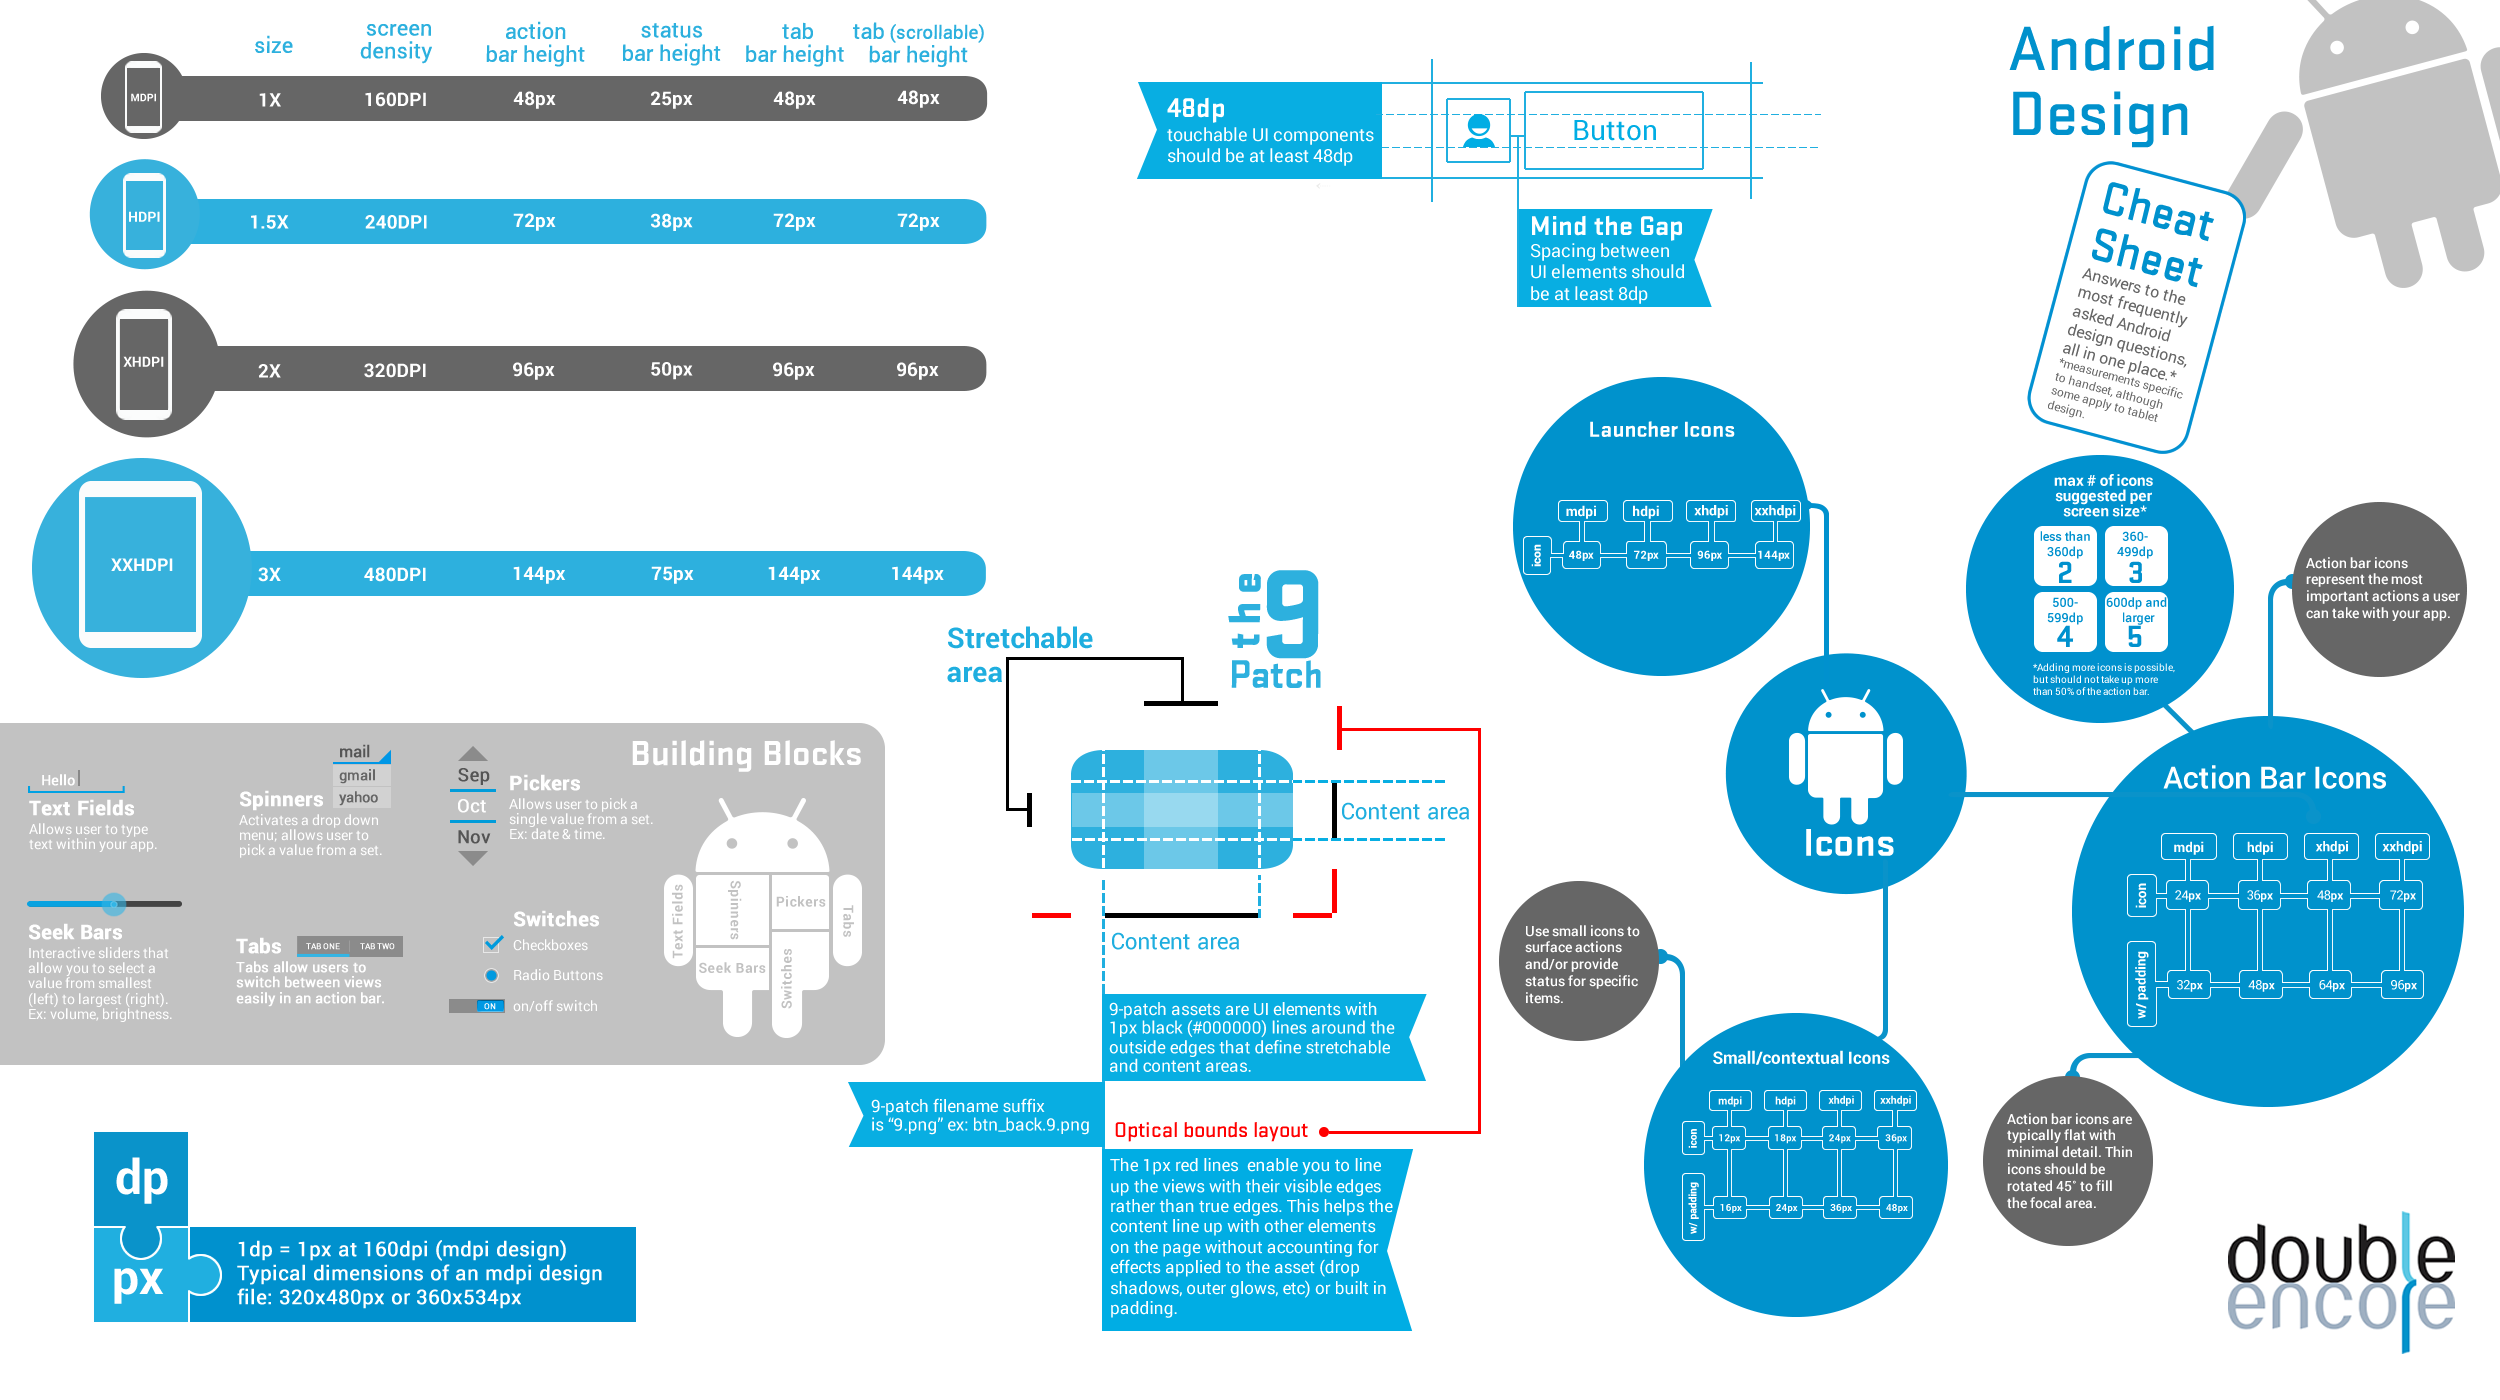 size
screen
density
action
bar height
status
bar height
tab
bar height
tab (scrollable)
bar height
MDPI
1X 160DPI 48px 25px 48px 48px
HDPI
1.5X 240DPI 72px 38px 72px 72px
XHDPI
2X 320DPI 96px 50px 96px 96px
XXHDPI
3X 480DPI 144px 75px 144px 144px
48dp
touchable UI components
should be at least 48dp
Button
Mind the Gap
Spacing between
UI elements should
be at least 8dp
Android
Design
Cheat
Sheet
Answers to the
most frequently
asked Android
design questions,
all in one place.*
*measurements specific
to handset, although
some apply to tablet
design.
Building Blocks
Hello
Text Fields
Allows user to type
text within your app.
mail
gmail
yahoo
Spinners
Activates a drop down
menu; allows user to
pick a value from a set.
Sep
Oct
Nov
Pickers
Allows user to pick a
single value from a set.
Ex: date & time.
Seek Bars
Interactive sliders that
allow you to select a
value from smallest
(left) to largest (right).
Ex: volume, brightness.
Tabs
TAB ONE TAB TWO
Tabs allow users to
switch between views
easily in an action bar.
Switches
Checkboxes
Radio Buttons
ON
on/off switch
Text Fields
Spinners
Pickers
Tabs
Seek Bars
Switches
dp
px
1dp = 1px at 160dpi (mdpi design)
Typical dimensions of an mdpi design
file: 320x480px or 360x534px
the
9
Patch
Stretchable
area
Content area
Content area
9-patch assets are UI elements with
1px black (#000000) lines around the
outside edges that define stretchable
and content areas.
9-patch filename suffix
is “9.png” ex: btn_back.9.png
Optical bounds layout
The 1px red lines enable you to line
up the views with their visible edges
rather than true edges. This helps the
content line up with other elements
on the page without accounting for
effects applied to the asset (drop
shadows, outer glows, etc) or built in
padding.
Launcher Icons
mdpi hdpi xhdpi xxhdpi
icon 48px 72px 96px 144px
Icons
max # of icons
suggested per
screen size*
less than
360dp
2
360-
499dp
3
500-
599dp
4
600dp and
larger
5
*Adding more icons is possible,
but should not take up more
than 50% of the action bar.
Action bar icons
represent the most
important actions a user
can take with your app.
Action Bar Icons
mdpi hdpi xhdpi xxhdpi
icon 24px 36px 48px 72px
w/ padding 32px 48px 64px 96px
Use small icons to
surface actions
and/or provide
status for specific
items.
Small/contextual Icons
mdpi hdpi xhdpi xxhdpi
icon 12px 18px 24px 36px
w/ padding 16px 24px 36px 48px
Action bar icons are
typically flat with
minimal detail. Thin
icons should be
rotated 45˚ to fill
the focal area.
double
encore